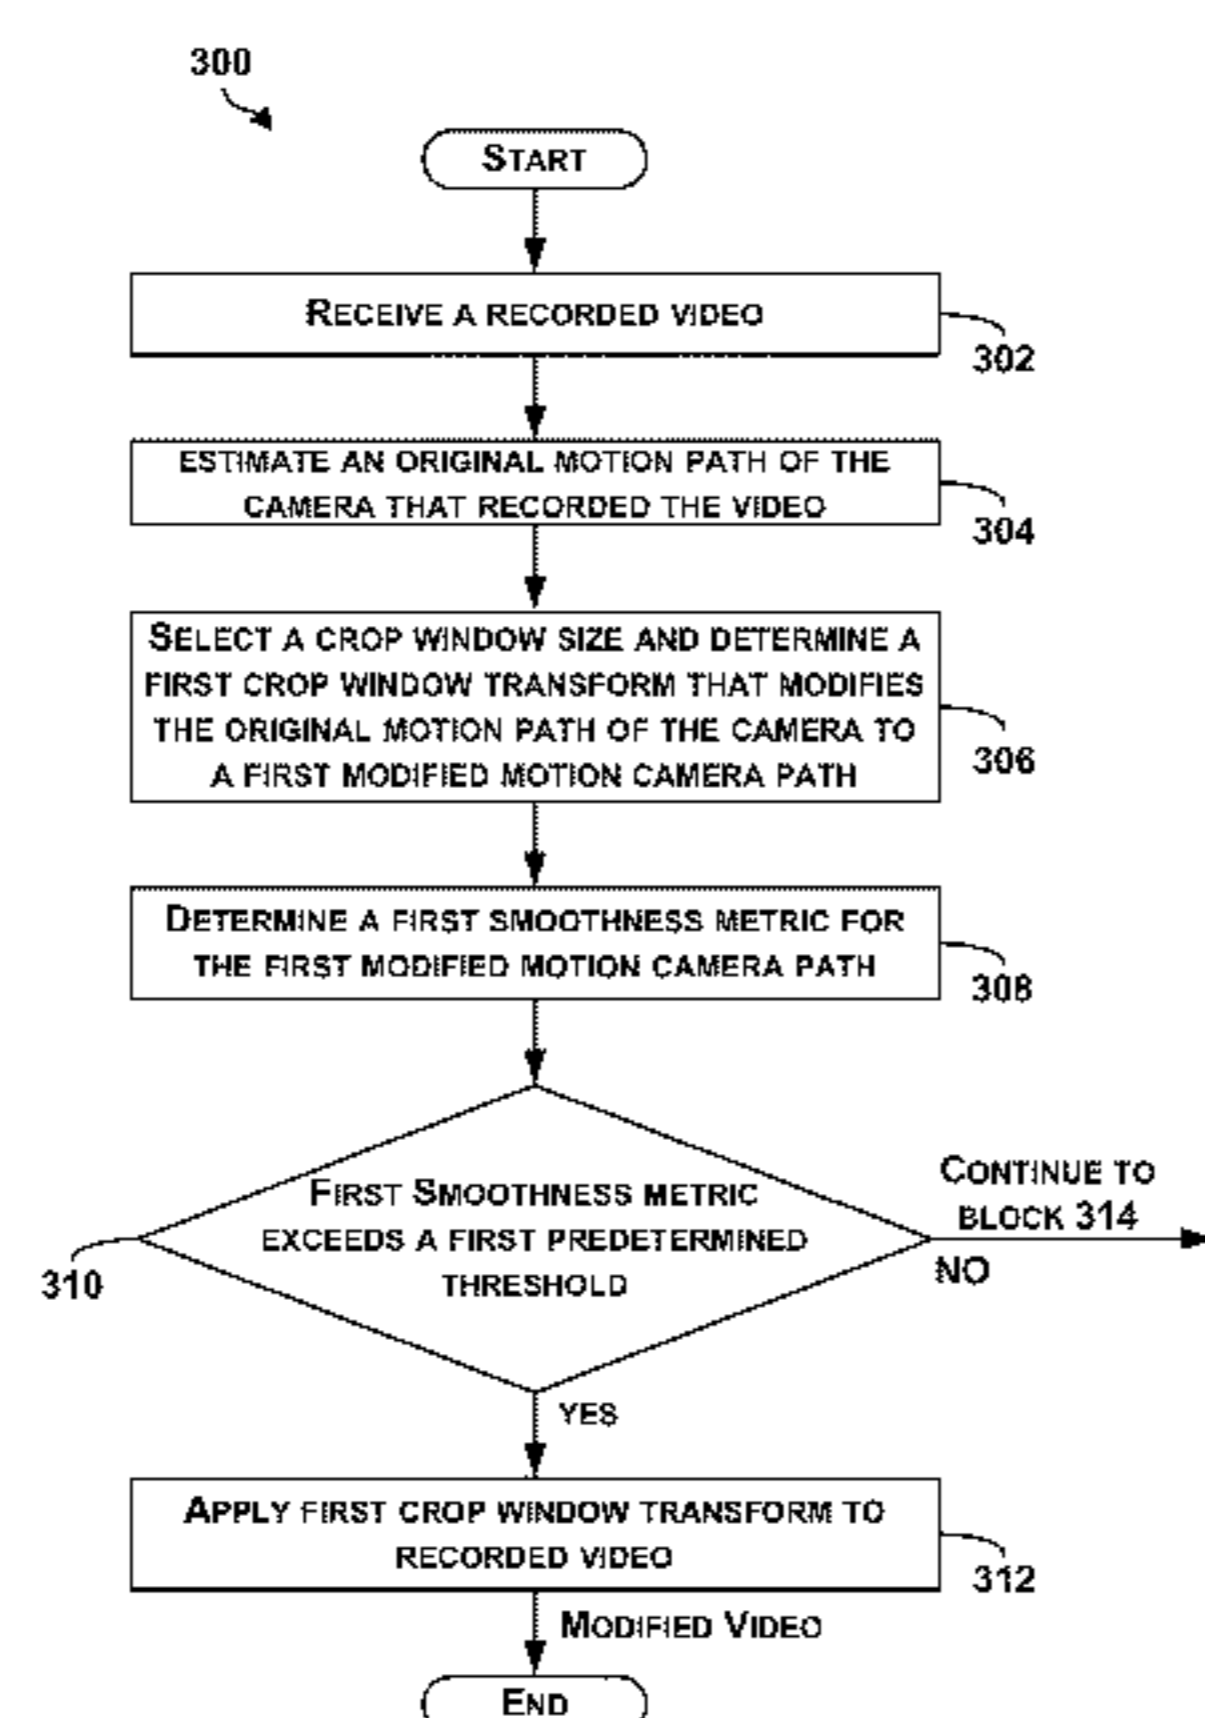 300
START
RECEIVE A RECORDED VIDEO
302
ESTIMATE AN ORIGINAL MOTION PATH OF THE
CAMERA THAT RECORDED THE VIDEO
304
SELECT A CROP WINDOW SIZE AND DETERMINE A
FIRST CROP WINDOW TRANSFORM THAT MODIFIES
THE ORIGINAL MOTION PATH OF THE CAMERA TO
A FIRST MODIFIED MOTION CAMERA PATH
306
DETERMINE A FIRST SMOOTHNESS METRIC FOR
THE FIRST MODIFIED MOTION CAMERA PATH
308
FIRST SMOOTHNESS METRIC
EXCEEDS A FIRST PREDETERMINED
THRESHOLD
310
CONTINUE TO
BLOCK 314
NO
YES
APPLY FIRST CROP WINDOW TRANSFORM TO
RECORDED VIDEO
312
MODIFIED VIDEO
END